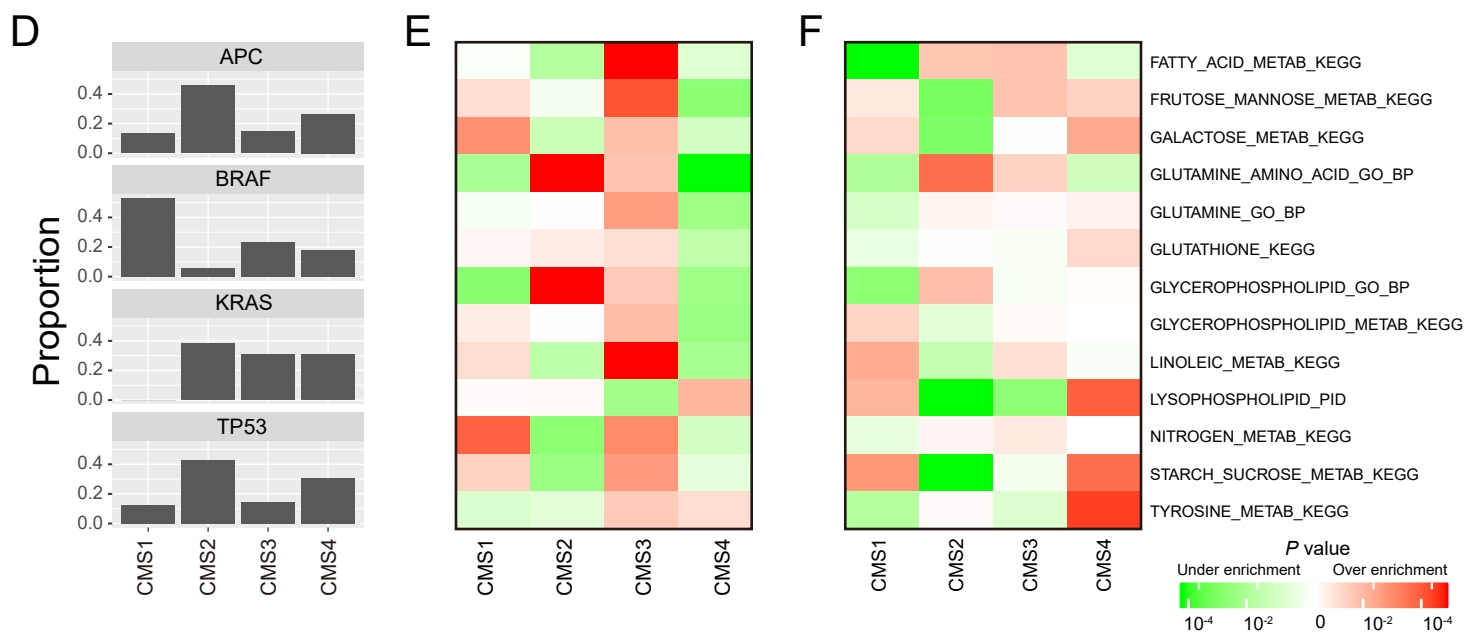 D
E
F
Proportion
APC
0.4
0.2
0.0
BRAF
0.4
0.2
0.0
KRAS
0.4
0.2
0.0
TP53
0.4
0.2
0.0
CMS1 CMS2 CMS3 CMS4
CMS1 CMS2 CMS3 CMS4
CMS1 CMS2 CMS3 CMS4
FATTY_ACID_METAB_KEGG
FRUTOSE_MANNOSE_METAB_KEGG
GALACTOSE_METAB_KEGG
GLUTAMINE_AMINO_ACID_GO_BP
GLUTAMINE_GO_BP
GLUTATHIONE_KEGG
GLYCEROPHOSPHOLIPID_GO_BP
GLYCEROPHOSPHOLIPID_METAB_KEGG
LINOLEIC_METAB_KEGG
LYSOPHOSPHOLIPID_PID
NITROGEN_METAB_KEGG
STARCH_SUCROSE_METAB_KEGG
TYROSINE_METAB_KEGG
P value
Under enrichment Over enrichment
10⁻⁴ 10⁻² 0 10⁻² 10⁻⁴